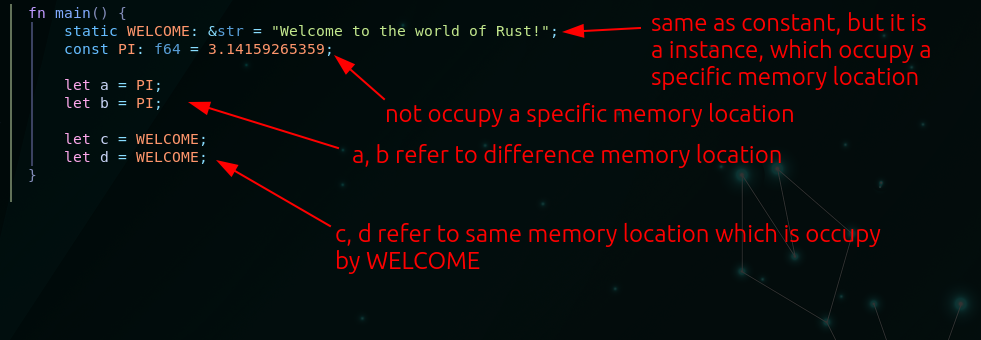 fn main() {
static WELCOME: &str = "Welcome to the world of Rust!";
const PI: f64 = 3.14159265359;
let a = PI;
let b = PI;
let c = WELCOME;
let d = WELCOME;
}
same as constant, but it is
a instance, which occupy a
specific memory location
not occupy a specific memory location
a, b refer to difference memory location
c, d refer to same memory location which is occupy
by WELCOME